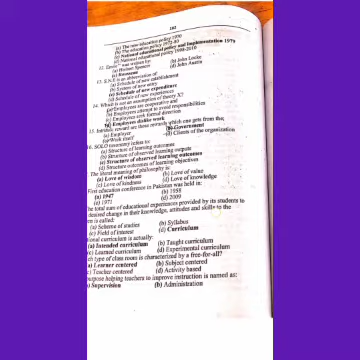 102
(a) The new education policy 1970
(b) The education policy 1972-80
(c) National educational policy and implementation 1979
(d) National educational policy 1998-2010
12. was written by:
(a) Herbert Spencer (b) John Locke
(c) Rousseau (d) John Austin
13. S.N.E is an abbreviation of:
(a) Schedule of new establishment
(b) System of new entry
(c) Schedule of new expenditure
(d) Schedule of new experiences
14. Which is not an assumption of theory X?
(a) Employees are cooperative and
(b) Employees attempt to avoid responsibilities
(c) Employees seek formal direction
(d) Employees dislike work
15. Intrinsic reward are those rewards which one gets from the:
(a) Employer (b) Government
(c) Work itself (d) Clients of the organization
16. SOLO taxonomy refers to:
(a) Structure of learning outcomes
(b) Structure of observed learning outputs
(c) Structure of observed learning outcomes
(d) Structure outcomes of learning objectives
The literal meaning of philosophy is:
(a) Love of wisdom (b) Love of value
(c) Love of kindness (d) Love of knowledge
First education conference in Pakistan was held in:
(a) 1947 (b) 1958
(c) 1971 (d) 2009
The total sum of educational experiences provided by its students to
desired change in their knowledge, attitudes and skills to the
is called:
(a) Scheme of studies (b) Syllabus
(c) Field of interest (d) Curriculum
tional curriculum is actually:
(a) Intended curriculum (b) Taught curriculum
(c) Learned curriculum (d) Experimental curriculum
ch type of class room is characterized by a free-for-all?
a) Learner centered (b) Subject centered
c) Teacher centered (d) Activity based
purpose helping teachers to improve instruction is named as:
) Supervision (b) Administration